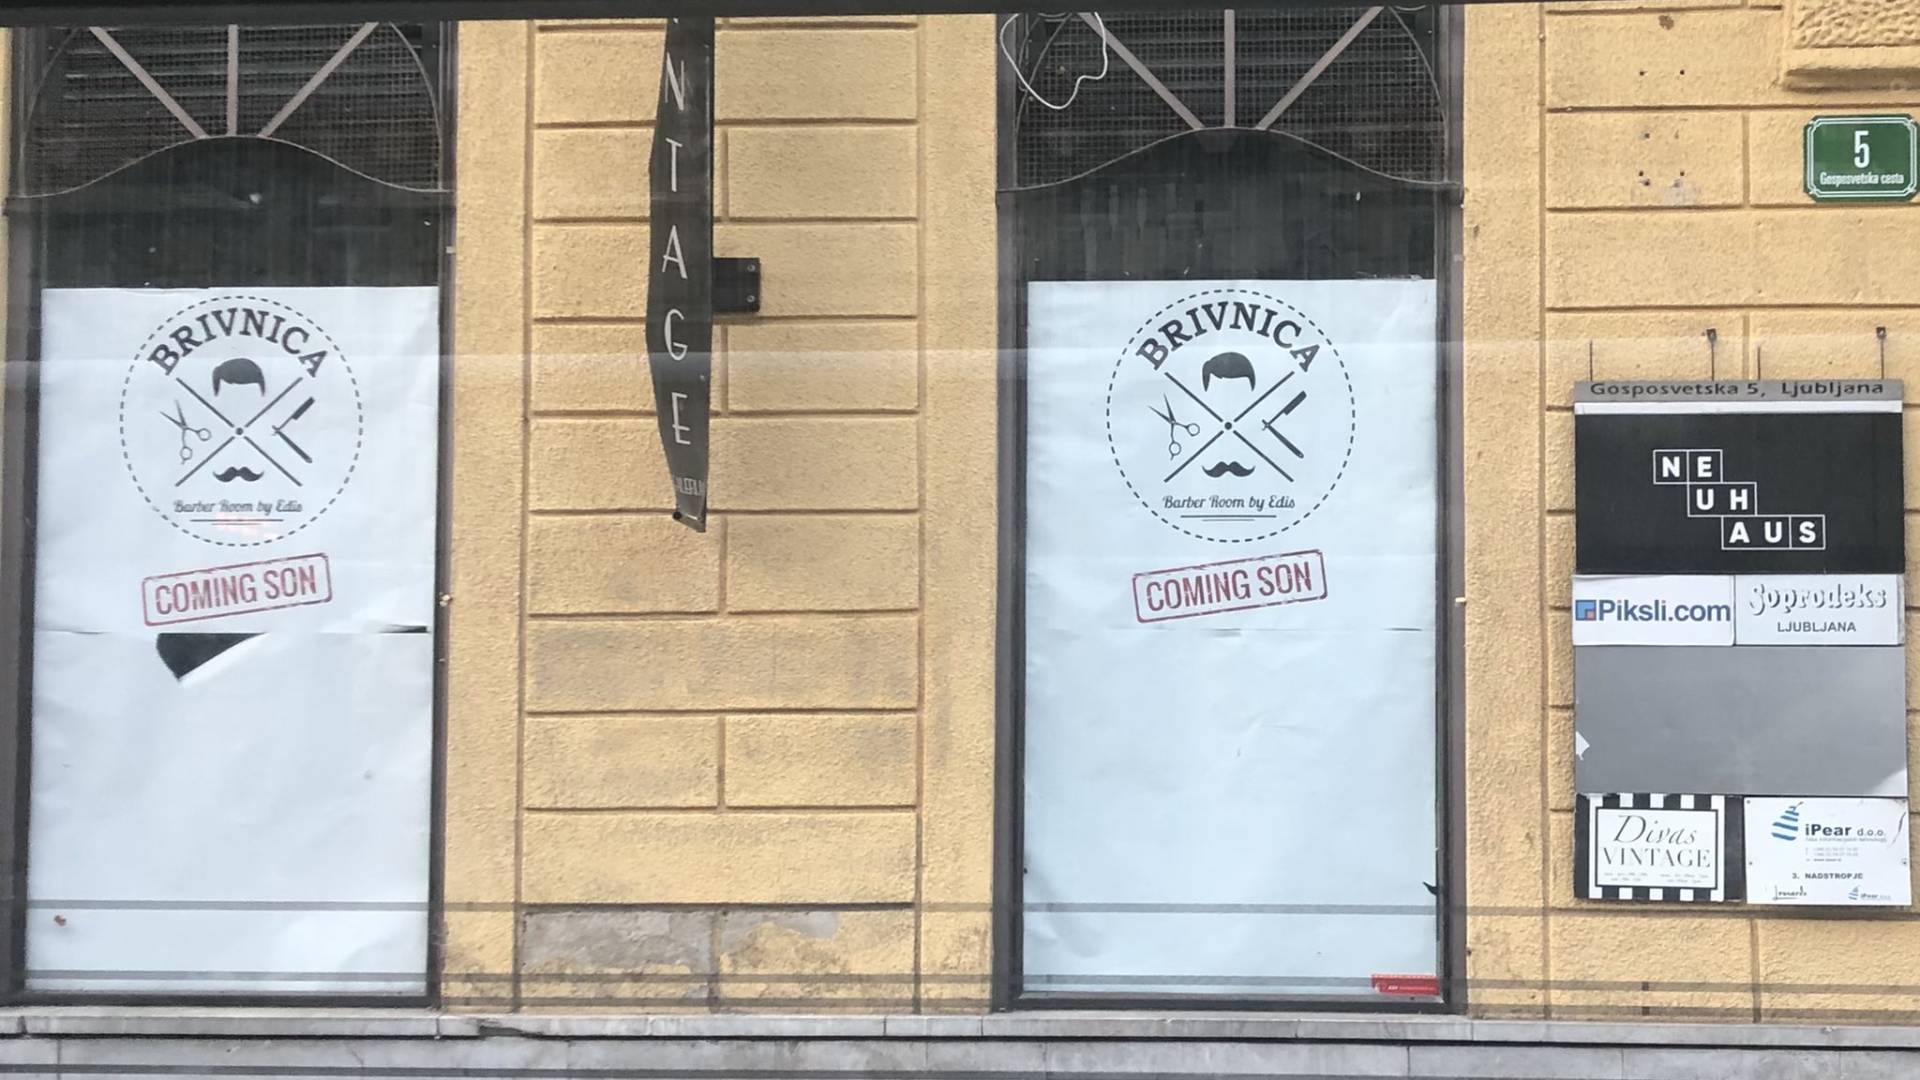 BRIVNICA
Barber Room by Edis
COMING SON
NTAGE
BRIVNICA
Barber Room by Edis
COMING SON
5
Gosposvetska cesta
Gosposvetska 5, Ljubljana
NE
UH
AUS
Piksli.com
Soprodeks
LJUBLJANA
Divas
VINTAGE
iPear d.o.o.
3. NADSTROPJE
Leonardo